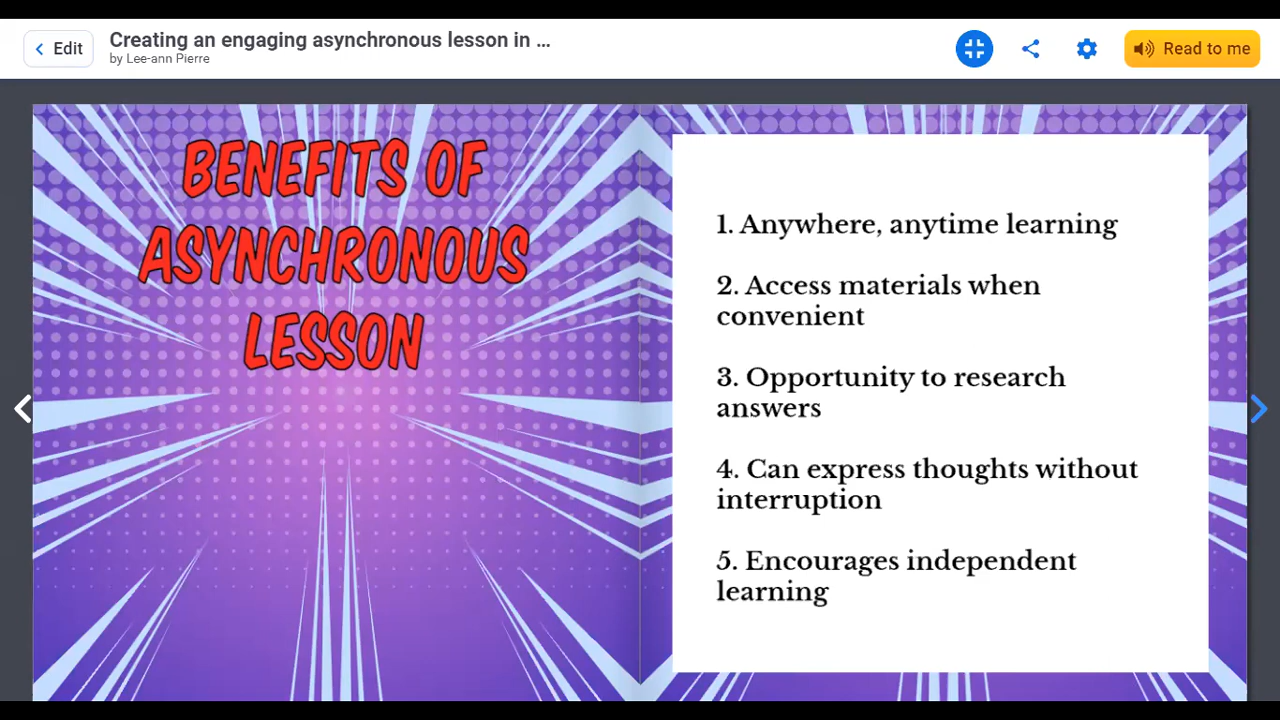 Edit
Creating an engaging asynchronous lesson in ...
by Lee-ann Pierre
Read to me
BENEFITS OF
ASYNCHRONOUS
LESSON
1. Anywhere, anytime learning
2. Access materials when
convenient
3. Opportunity to research
answers
4. Can express thoughts without
interruption
5. Encourages independent
learning